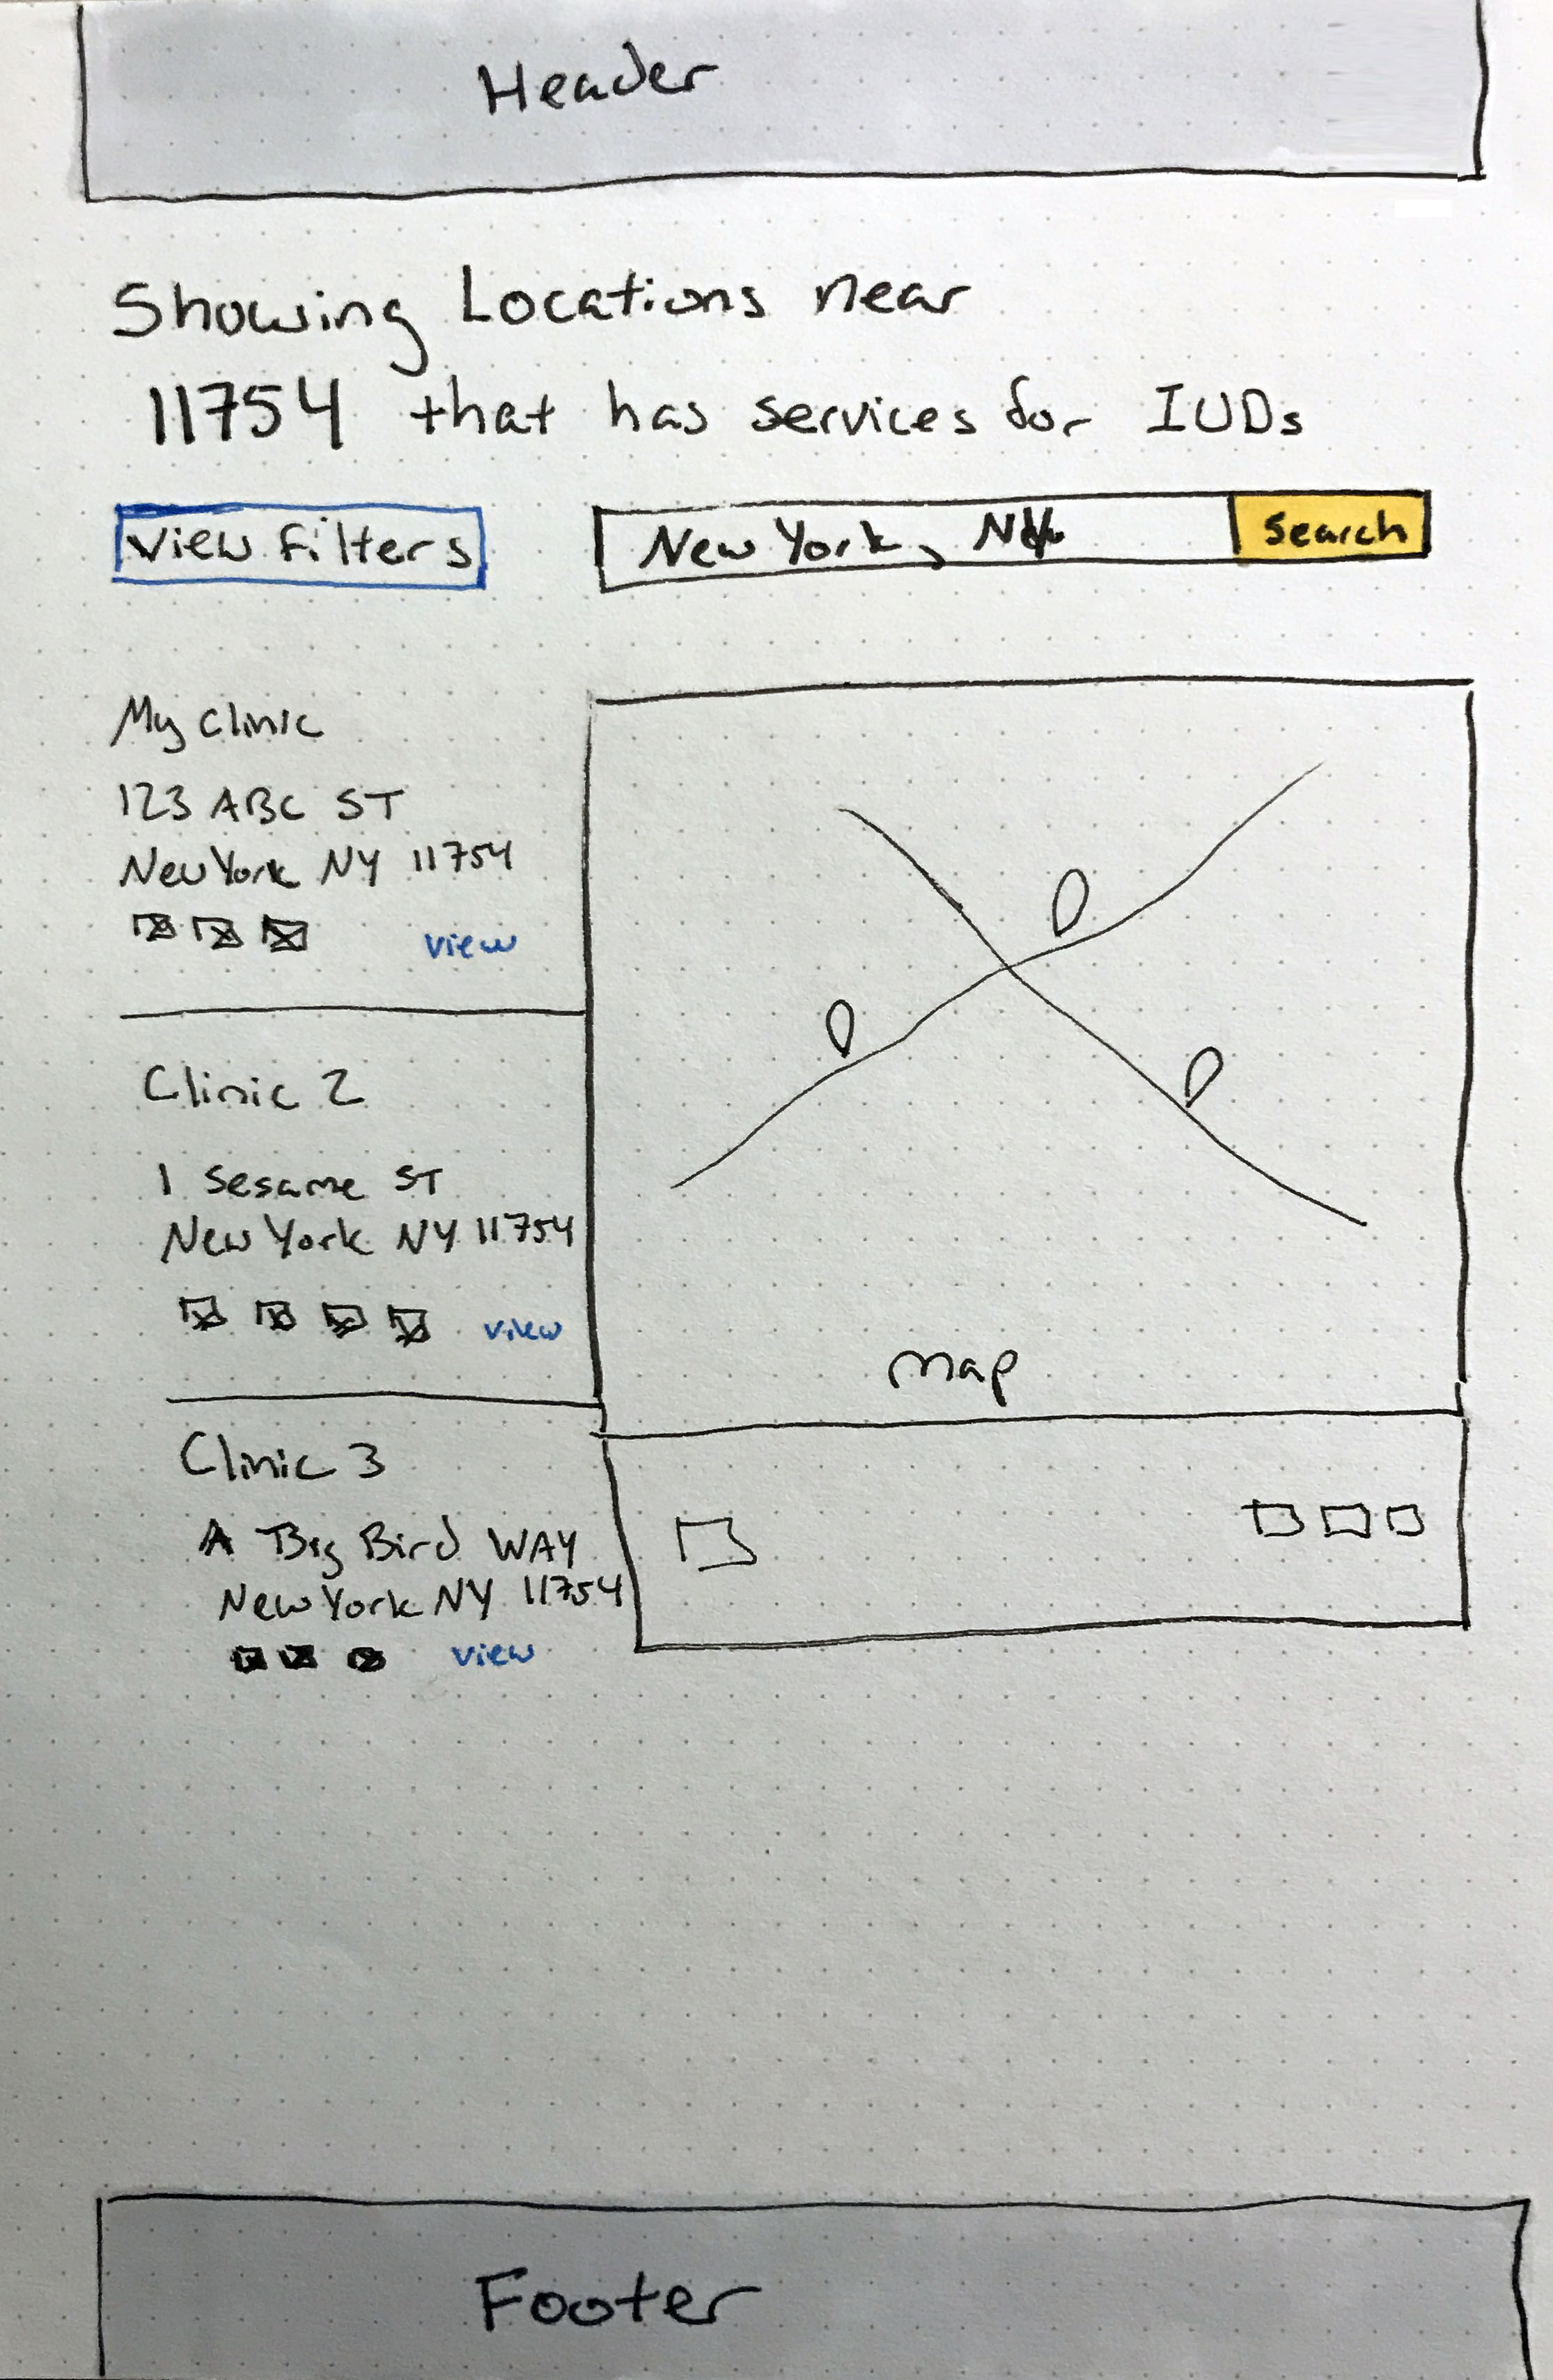 Header
Showing Locations near
11754 that has services for IUDs
View Filters
New York, NY
Search
My Clinic
123 ABC ST
New York NY 11754
view
Clinic 2
1 Sesame ST
New York NY 11754
view
Map
Clinic 3
A Big Bird WAY
New York NY 11754
view
Footer